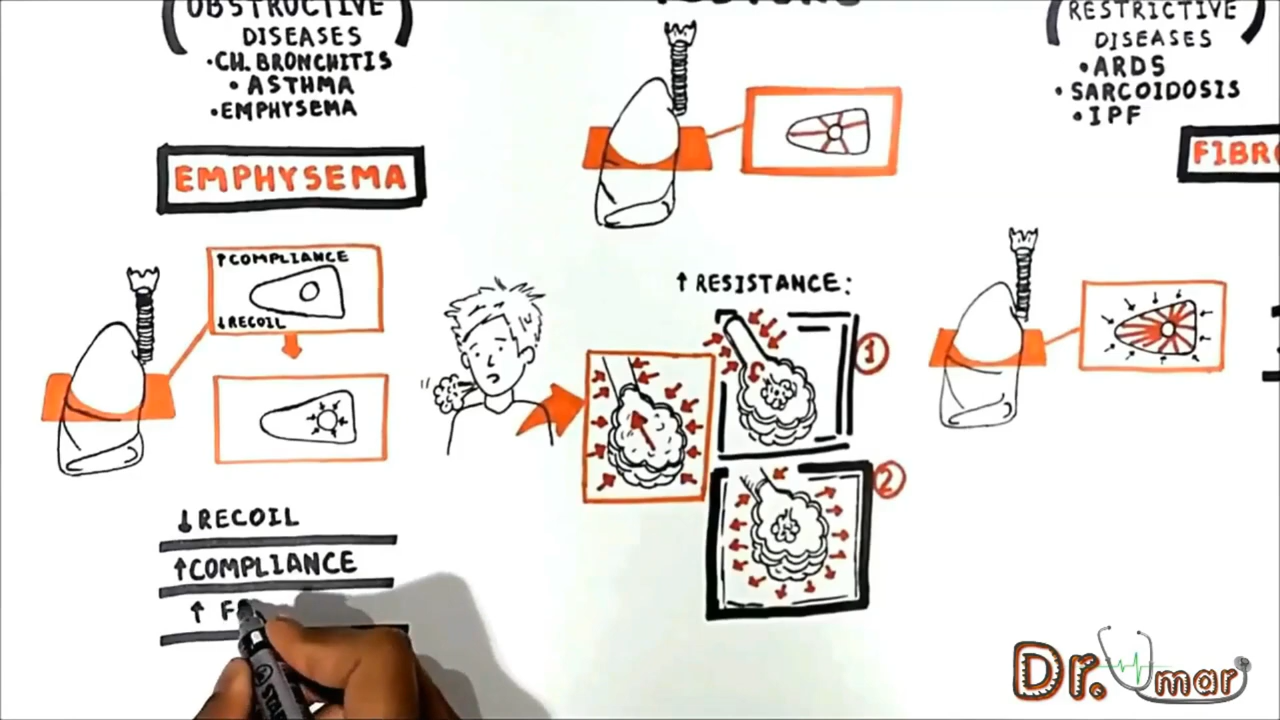 OBSTRUCTIVE
DISEASES
•CH. BRONCHITIS
•ASTHMA
•EMPHYSEMA
EMPHYSEMA
↑COMPLIANCE
↓RECOIL
↓RECOIL
↑COMPLIANCE
↑ F
↑ RESISTANCE:
1
2
RESTRICTIVE
DISEASES
•ARDS
•SARCOIDOSIS
•IPF
FIBR
Dr. Umar